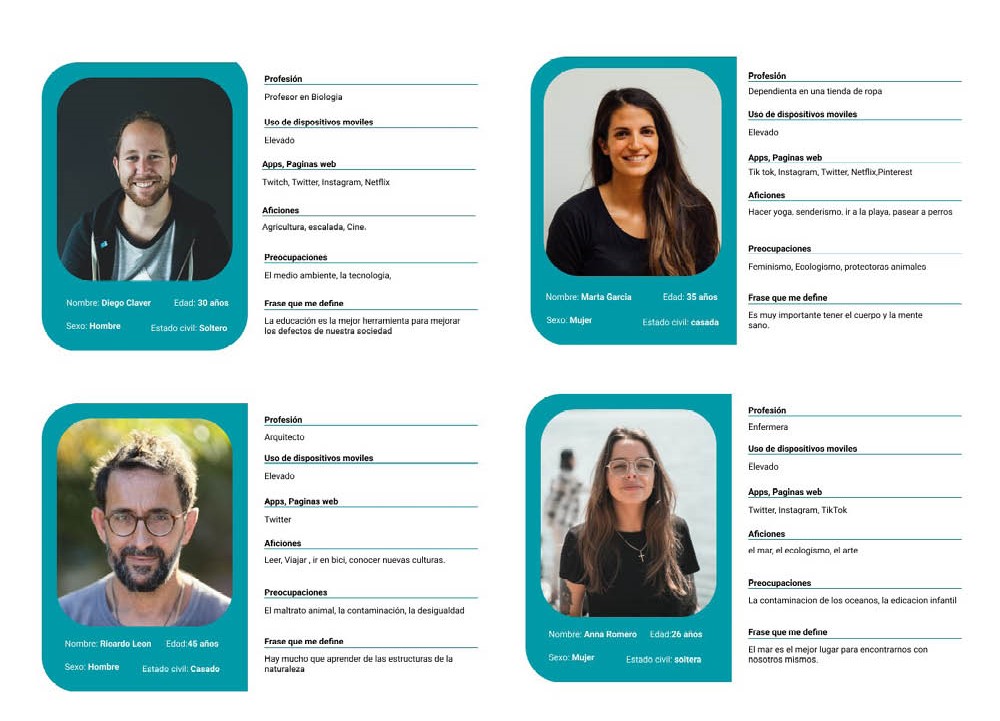 Profesión
Profesor en Biologia
Uso de dispositivos moviles
Elevado
Apps, Paginas web
Twitch, Twitter, Instagram, Netflix
Aficiones
Agricultura, escalada, Cine.
Preocupaciones
El medio ambiente, la tecnologia,
Frase que me define
La educación es la mejor herramienta para mejorar
los defectos de nuestra sociedad
Nombre: Diego Claver
Edad: 30 años
Sexo: Hombre
Estado civil: Soltero
Profesión
Dependienta en una tienda de ropa
Uso de dispositivos moviles
Elevado
Apps, Paginas web
Tik tok, Instagram, Twitter, Netflix,Pinterest
Aficiones
Hacer yoga, senderismo, ir a la playa, pasear a perros
Preocupaciones
Feminismo, Ecologismo, protectoras animales
Frase que me define
Es muy importante tener el cuerpo y la mente
sano.
Nombre: Marta Garcia
Edad: 35 años
Sexo: Mujer
Estado civil: casada
Profesión
Arquitecto
Uso de dispositivos moviles
Elevado
Apps, Paginas web
Twitter
Aficiones
Leer, Viajar , ir en bici, conocer nuevas culturas.
Preocupaciones
El maltrato animal, la contaminación, la desigualdad
Frase que me define
Hay mucho que aprender de las estructuras de la
naturaleza
Nombre: Ricardo Leon
Edad:45 años
Sexo: Hombre
Estado civil: Casado
Profesión
Enfermera
Uso de dispositivos moviles
Elevado
Apps, Paginas web
Twitter, Instagram, TikTok
Aficiones
el mar, el ecologismo, el arte
Preocupaciones
La contaminacion de los oceanos, la edicacion infantil
Frase que me define
El mar es el mejor lugar para encontrarnos con
nosotros mismos.
Nombre: Anna Romero
Edad:26 años
Sexo: Mujer
Estado civil: soltera